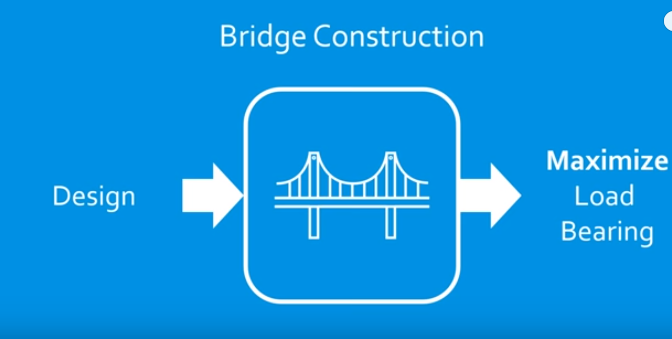 Bridge Construction
Design
Maximize
Load
Bearing